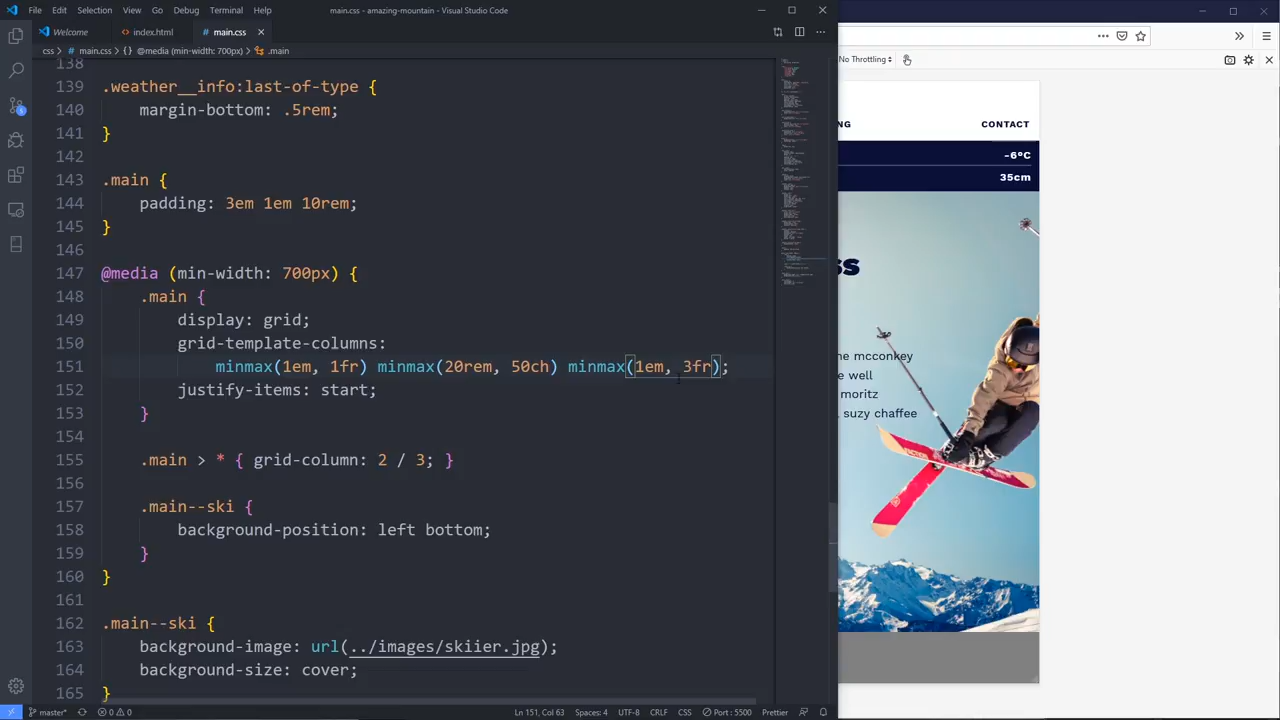 File Edit Selection View Go Debug Terminal Help
main.css - amazing-mountain - Visual Studio Code
Welcome
index.html
# main.css
css > # main.css > {} @media (min-width: 700px) > .main
138
139 .weather__info:last-of-type {
140 margin-bottom: .5rem;
141 }
142
143 .main {
144 padding: 3em 1em 10rem;
145 }
146
147 @media (min-width: 700px) {
148 .main {
149 display: grid;
150 grid-template-columns:
151 minmax(1em, 1fr) minmax(20rem, 50ch) minmax(1em, 3fr);
152 justify-items: start;
153 }
154
155 .main > * { grid-column: 2 / 3; }
156
157 .main--ski {
158 background-position: left bottom;
159 }
160 }
161
162 .main--ski {
163 background-image: url(../images/skiier.jpg);
164 background-size: cover;
165 }
master* 0 0
Ln 151, Col 63 Spaces: 4 UTF-8 CRLF CSS Port : 5500 Prettier
No Throttling
NG CONTACT
-6ºC
35cm
ss
ne mcconkey
e well
moritz
suzy chaffee